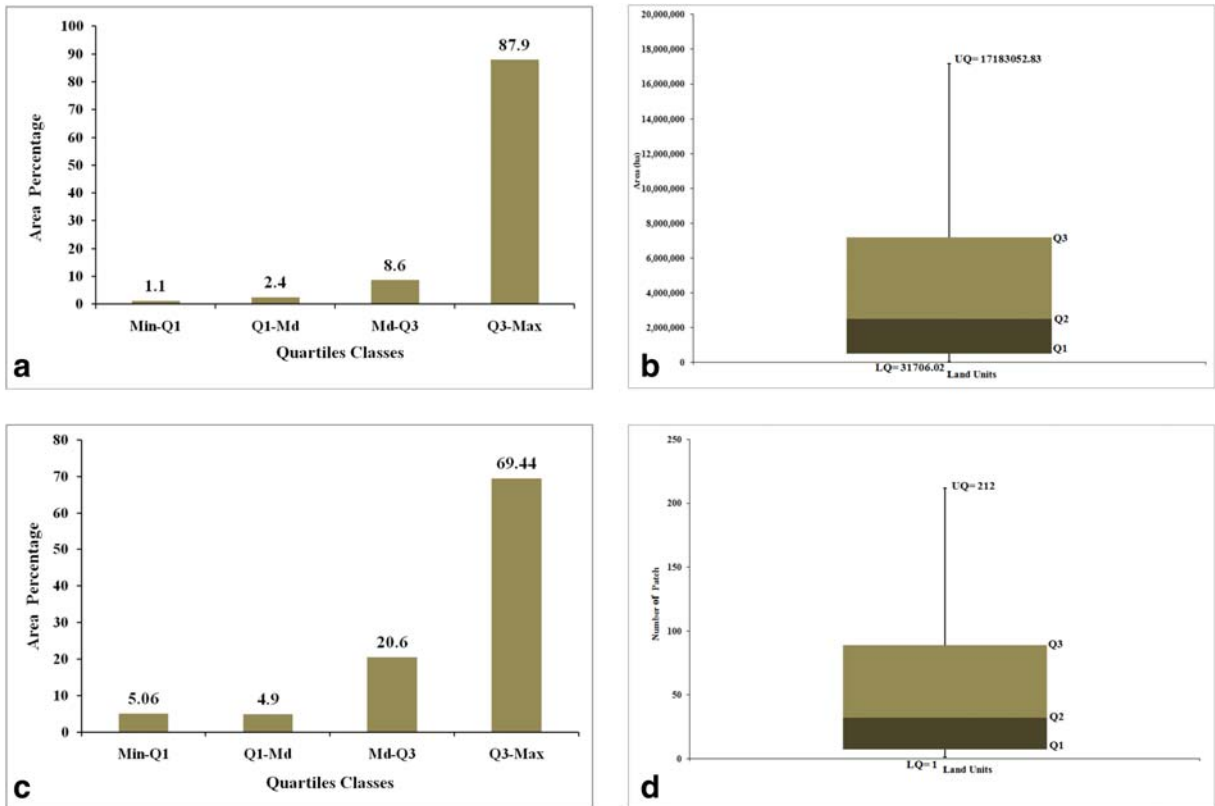 100
90
80
70
60
50
40
30
20
10
0
Area Percentage
1.1
2.4
8.6
87.9
Min-Q1 Q1-Md Md-Q3 Q3-Max
Quartiles Classes
a
20,000,000
18,000,000
16,000,000
14,000,000
12,000,000
10,000,000
8,000,000
6,000,000
4,000,000
2,000,000
0
Area (ha)
UQ= 17183052.83
Q3
Q2
Q1
LQ= 31706.02
Land Units
b
80
70
60
50
40
30
20
10
0
Area Percentage
5.06
4.9
20.6
69.44
Min-Q1 Q1-Md Md-Q3 Q3-Max
Quartiles Classes
c
250
200
150
100
50
0
Number of Patch
UQ= 212
Q3
Q2
Q1
LQ= 1
Land Units
d